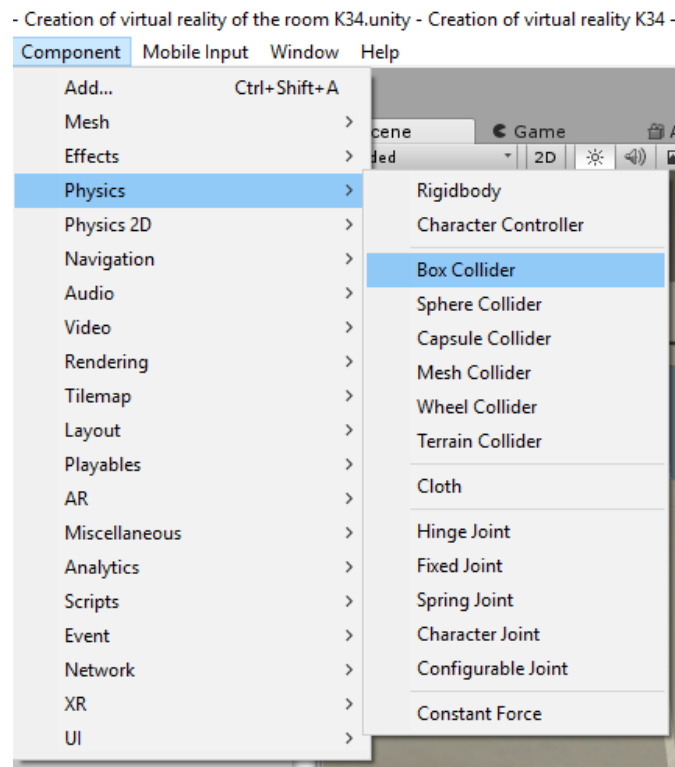 - Creation of virtual reality of the room K34.unity - Creation of virtual reality K34 -
Component Mobile Input Window Help
Add... Ctrl+Shift+A
Mesh
Effects
Physics
Physics 2D
Navigation
Audio
Video
Rendering
Tilemap
Layout
Playables
AR
Miscellaneous
Analytics
Scripts
Event
Network
XR
UI
cene Game A
ded 2D
Rigidbody
Character Controller
Box Collider
Sphere Collider
Capsule Collider
Mesh Collider
Wheel Collider
Terrain Collider
Cloth
Hinge Joint
Fixed Joint
Spring Joint
Character Joint
Configurable Joint
Constant Force